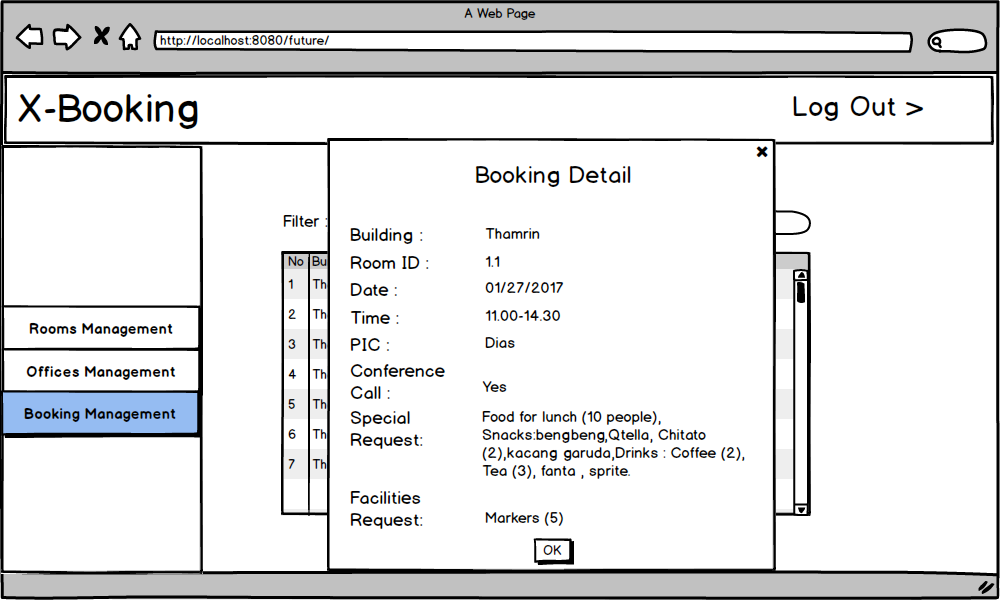 A Web Page
http://localhost:8080/future/
X-Booking
Log Out >
Rooms Management
Offices Management
Booking Management
Filter :
No Bu
1 Th
2 Th
3 Th
4 Th
5 Th
6 Th
7 Th
Booking Detail
Building : Thamrin
Room ID : 1.1
Date : 01/27/2017
Time : 11.00-14.30
PIC : Dias
Conference
Call : Yes
Special
Request:
Food for lunch (10 people),
Snacks:bengbeng,Qtella, Chitato
(2),kacang garuda,Drinks : Coffee (2),
Tea (3), fanta , sprite.
Facilities
Request: Markers (5)
OK